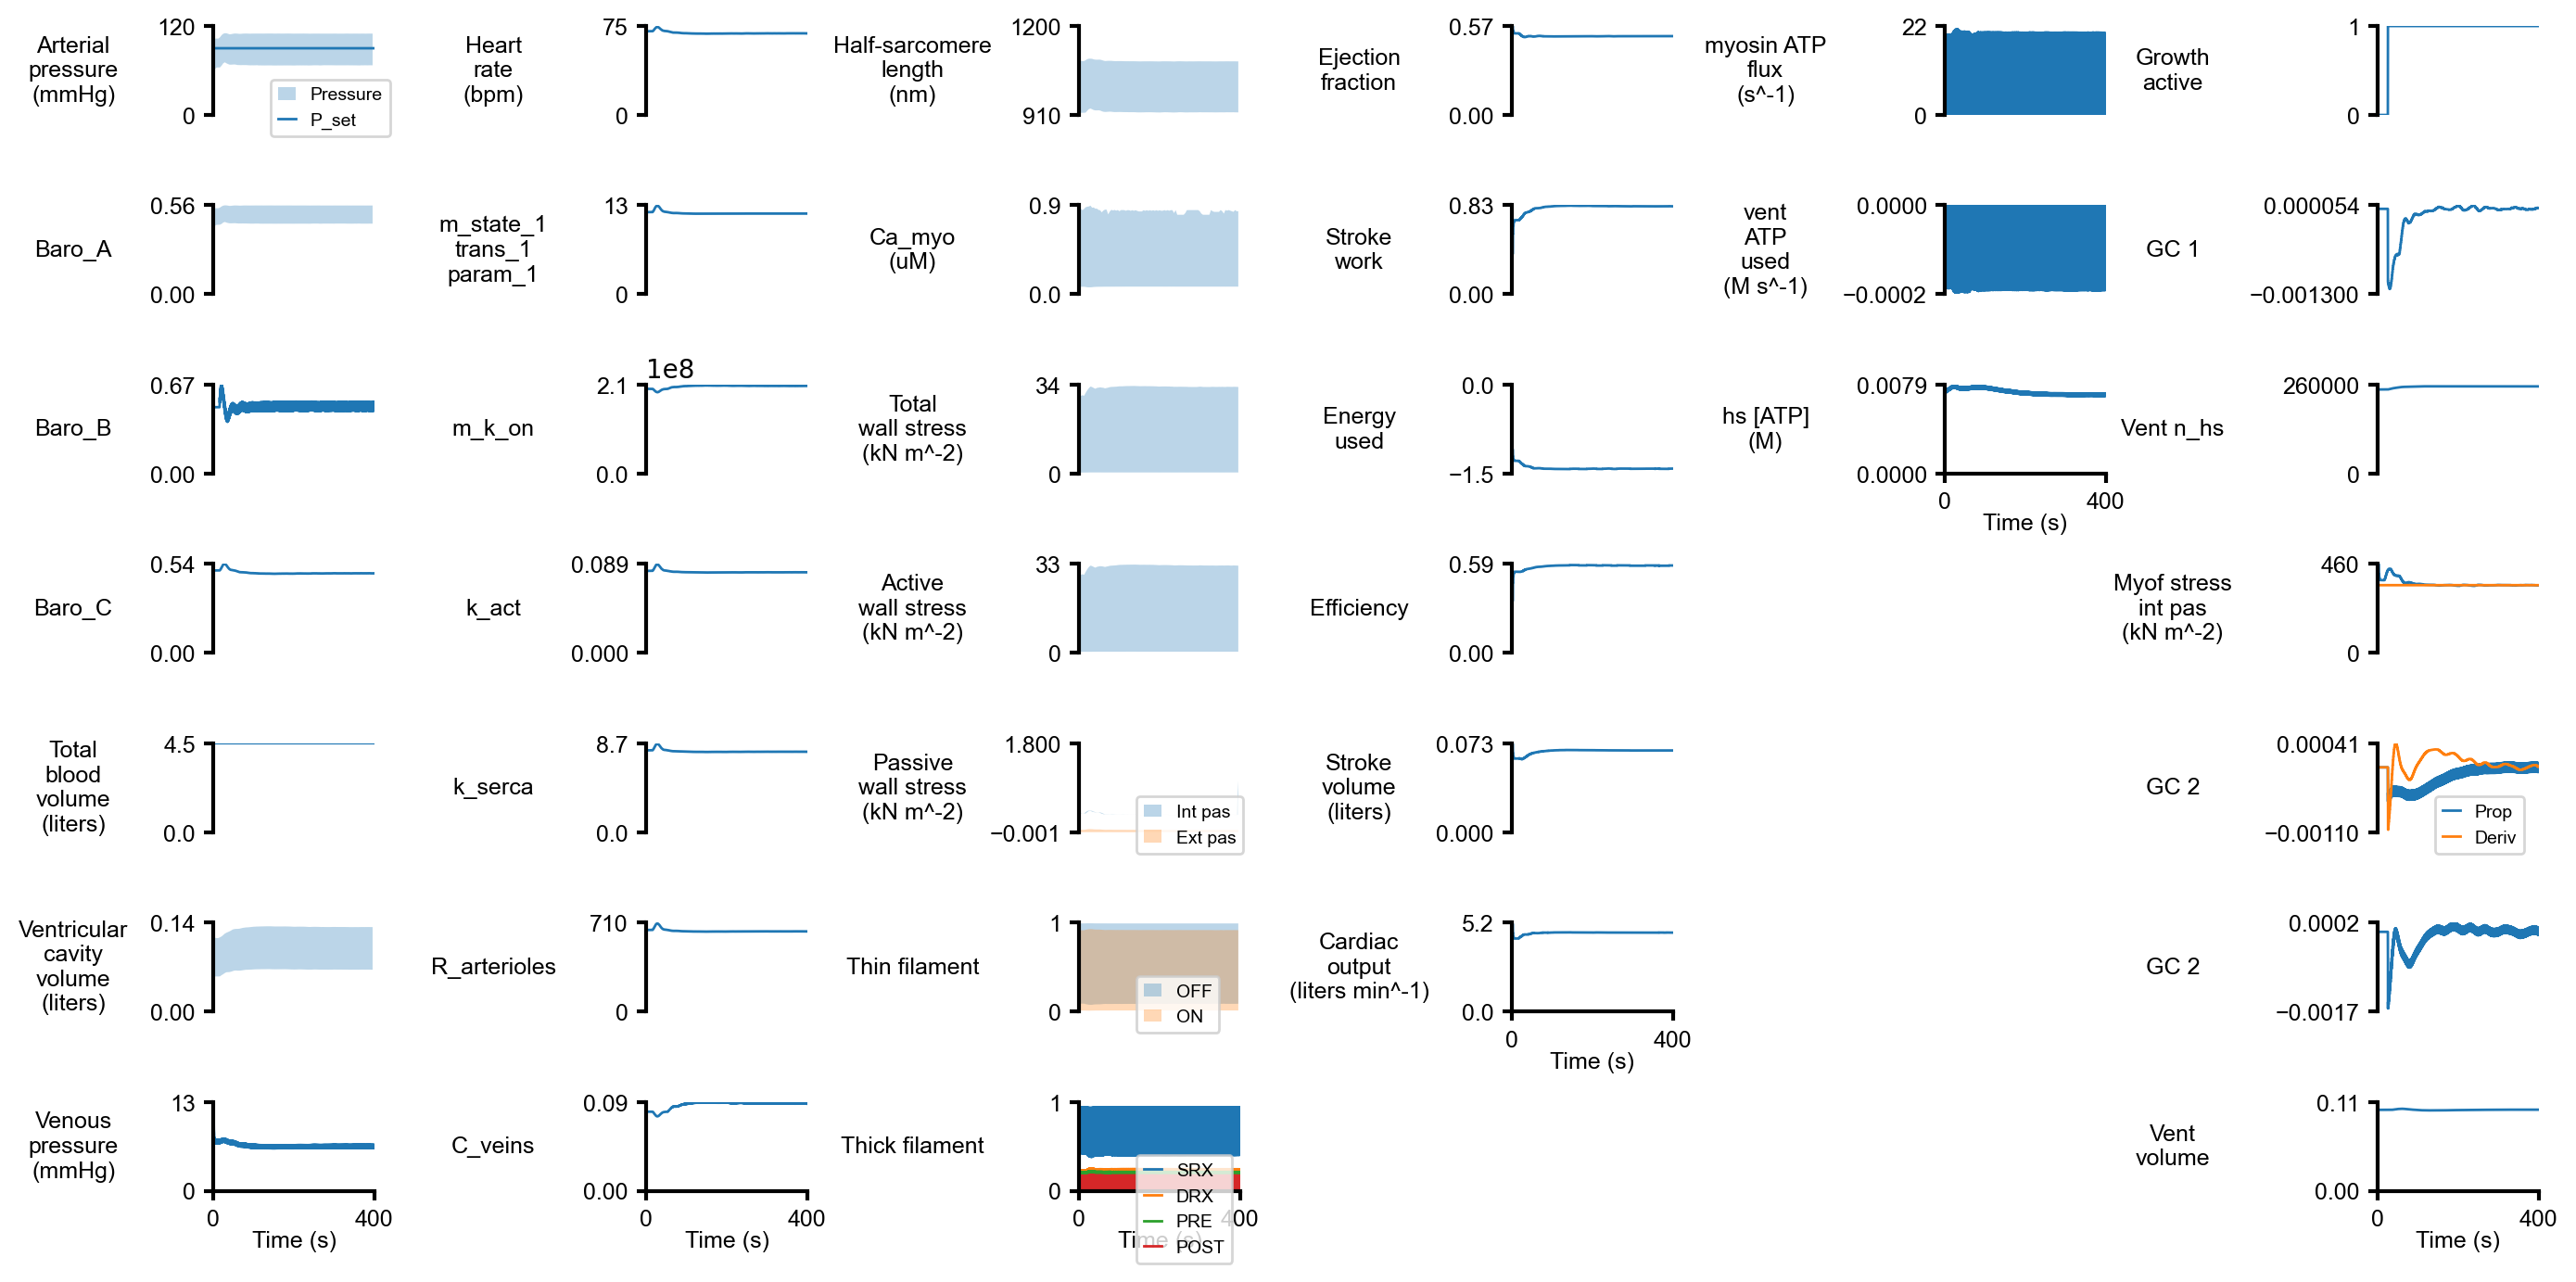 Arterial
pressure
(mmHg)
120
0
Pressure
P_set
Heart
rate
(bpm)
75
0
Half-sarcomere
length
(nm)
1200
910
Ejection
fraction
0.57
0.00
myosin ATP
flux
(s^-1)
22
0
Growth
active
1
0
Baro_A
0.56
0.00
m_state_1
trans_1
param_1
13
0
Ca_myo
(uM)
0.9
0.0
Stroke
work
0.83
0.00
vent
ATP
used
(M s^-1)
0.0000
−0.0002
GC 1
0.000054
−0.001300
Baro_B
0.67
0.00
m_k_on
1e8
2.1
0.0
Total
wall stress
(kN m^-2)
34
0
Energy
used
0.0
−1.5
hs [ATP]
(M)
0.0079
0.0000
0
400
Time (s)
Vent n_hs
260000
0
Baro_C
0.54
0.00
k_act
0.089
0.000
Active
wall stress
(kN m^-2)
33
0
Efficiency
0.59
0.00
Myof stress
int pas
(kN m^-2)
460
0
Total
blood
volume
(liters)
4.5
0.0
k_serca
8.7
0.0
Passive
wall stress
(kN m^-2)
1.800
−0.001
Int pas
Ext pas
Stroke
volume
(liters)
0.073
0.000
GC 2
0.00041
−0.00110
Prop
Deriv
Ventricular
cavity
volume
(liters)
0.14
0.00
R_arterioles
710
0
Thin filament
1
0
OFF
ON
Cardiac
output
(liters min^-1)
5.2
0.0
0
400
Time (s)
GC 2
0.0002
−0.0017
Venous
pressure
(mmHg)
13
0
0
400
Time (s)
C_veins
0.09
0.00
0
400
Time (s)
Thick filament
1
0
0
400
Time (s)
SRX
DRX
PRE
POST
Vent
volume
0.11
0.00
0
400
Time (s)